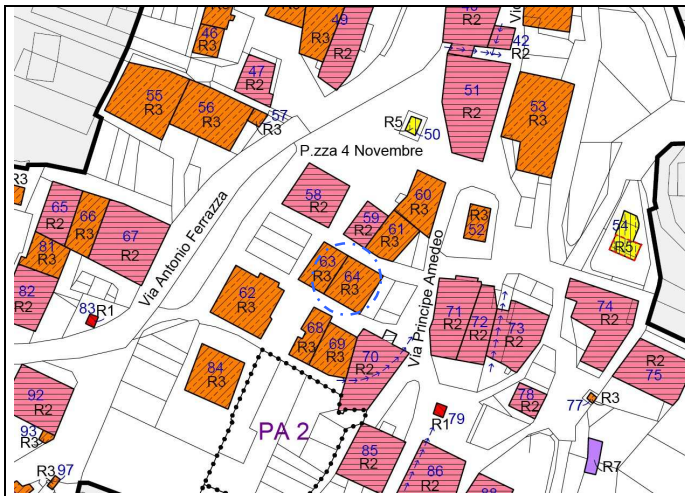 49
R2
R3
46
R3
R2
42
R2
47
R2
55
R3
56
R3
57
R3
R5
50
51
R2
53
R3
P.zza 4 Novembre
R3
58
R2
59
R2
60
R3
61
R3
R3
52
54
R5
65
R2
66
R3
67
R2
81
R3
82
R2
83
R1
Via Antonio Ferrazza
63
R3
64
R3
62
R3
Via Principe Amedeo
71
R2
72
R2
73
R2
74
R2
68
R3
69
R3
70
R2
84
R3
R2
75
78
R2
77
R3
92
R2
93
R3
R3
97
PA 2
R1
79
85
R2
86
R2
88
R7